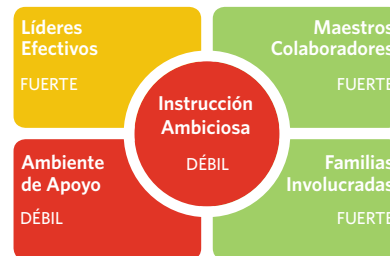 Líderes
Efectivos
FUERTE
Maestros
Colaboradores
FUERTE
Instrucción
Ambiciosa
DÉBIL
Ambiente
de Apoyo
DÉBIL
Familias
Involucradas
FUERTE